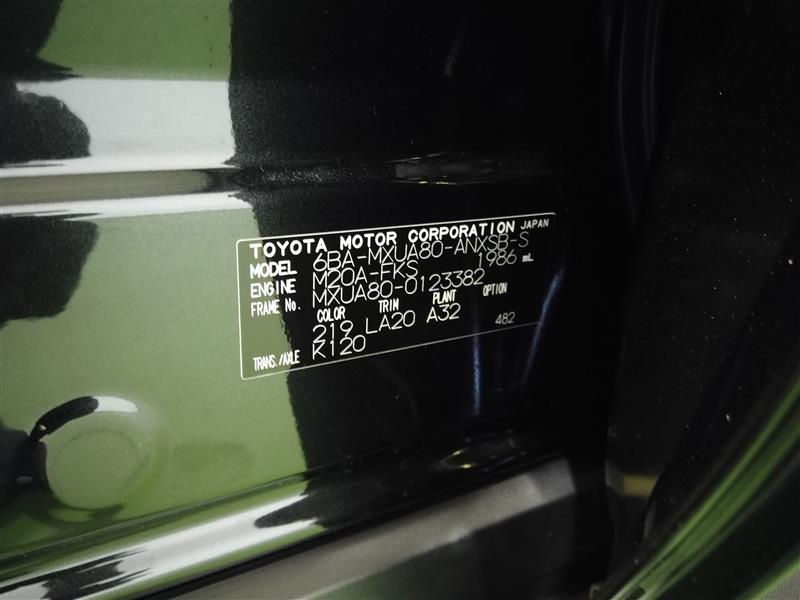 TOYOTA MOTOR CORPORATION JAPAN
MODEL 6BA-MXUA80-ANXSB-S
ENGINE M20A-FKS 1986 mL
FRAME No. MXUA80-0123382
COLOR TRIM PLANT OPTION
219 LA20 A32 482
TRANS./AXLE K120